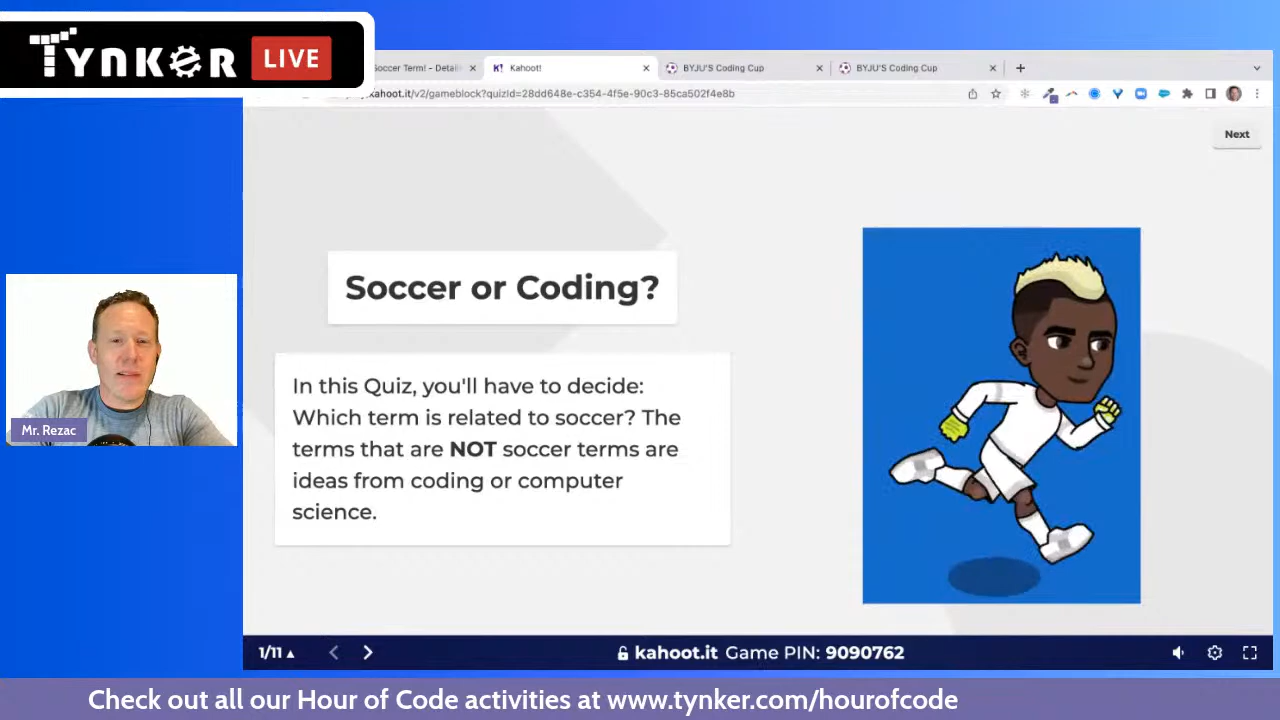 TYNKER LIVE
Soccer Term! - Detail
Kahoot!
BYJU'S Coding Cup
BYJU'S Coding Cup
kahoot.it/v2/gameblock?quizId=28dd648e-c354-4f5e-90c3-85ca502f4e8b
Next
Soccer or Coding?
In this Quiz, you'll have to decide:
Which term is related to soccer? The
terms that are NOT soccer terms are
ideas from coding or computer
science.
Mr. Rezac
1/11
kahoot.it Game PIN: 9090762
Check out all our Hour of Code activities at www.tynker.com/hourofcode